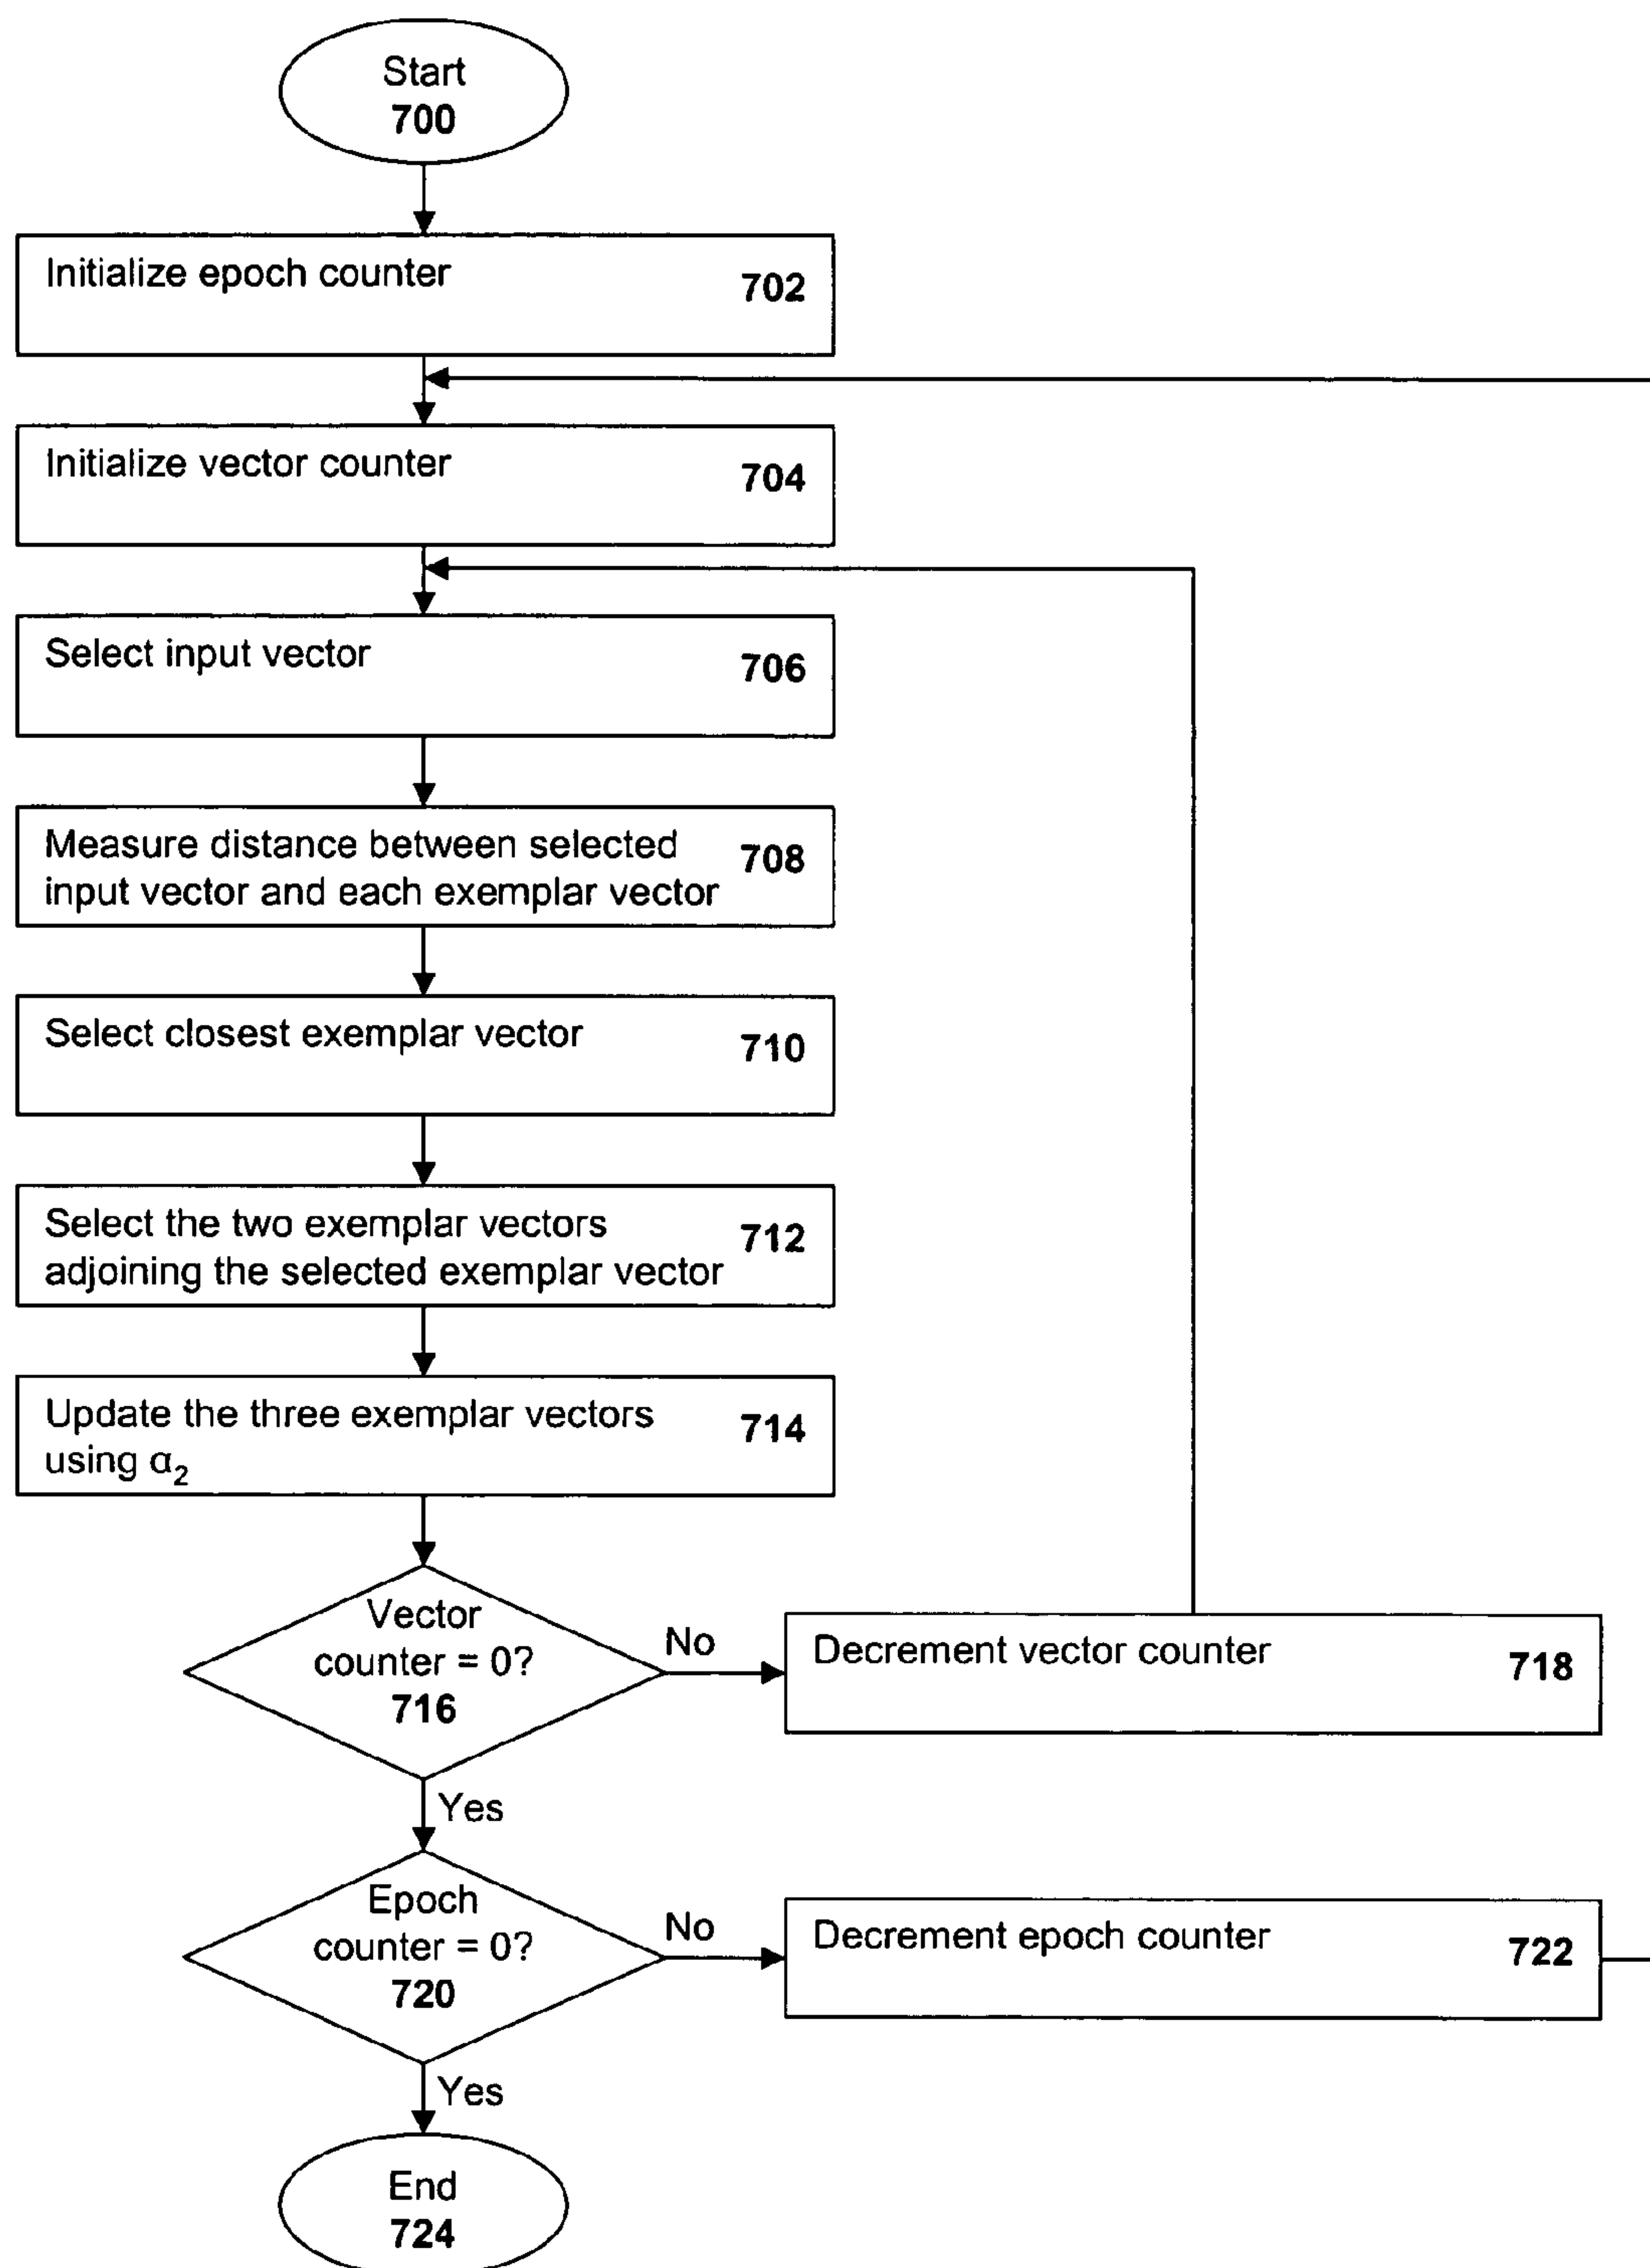 Start
700
Initialize epoch counter
702
Initialize vector counter
704
Select input vector
706
Measure distance between selected
input vector and each exemplar vector
708
Select closest exemplar vector
710
Select the two exemplar vectors
adjoining the selected exemplar vector
712
Update the three exemplar vectors
using α₂
714
Vector
counter = 0?
716
No
Decrement vector counter
718
Yes
Epoch
counter = 0?
720
No
Decrement epoch counter
722
Yes
End
724